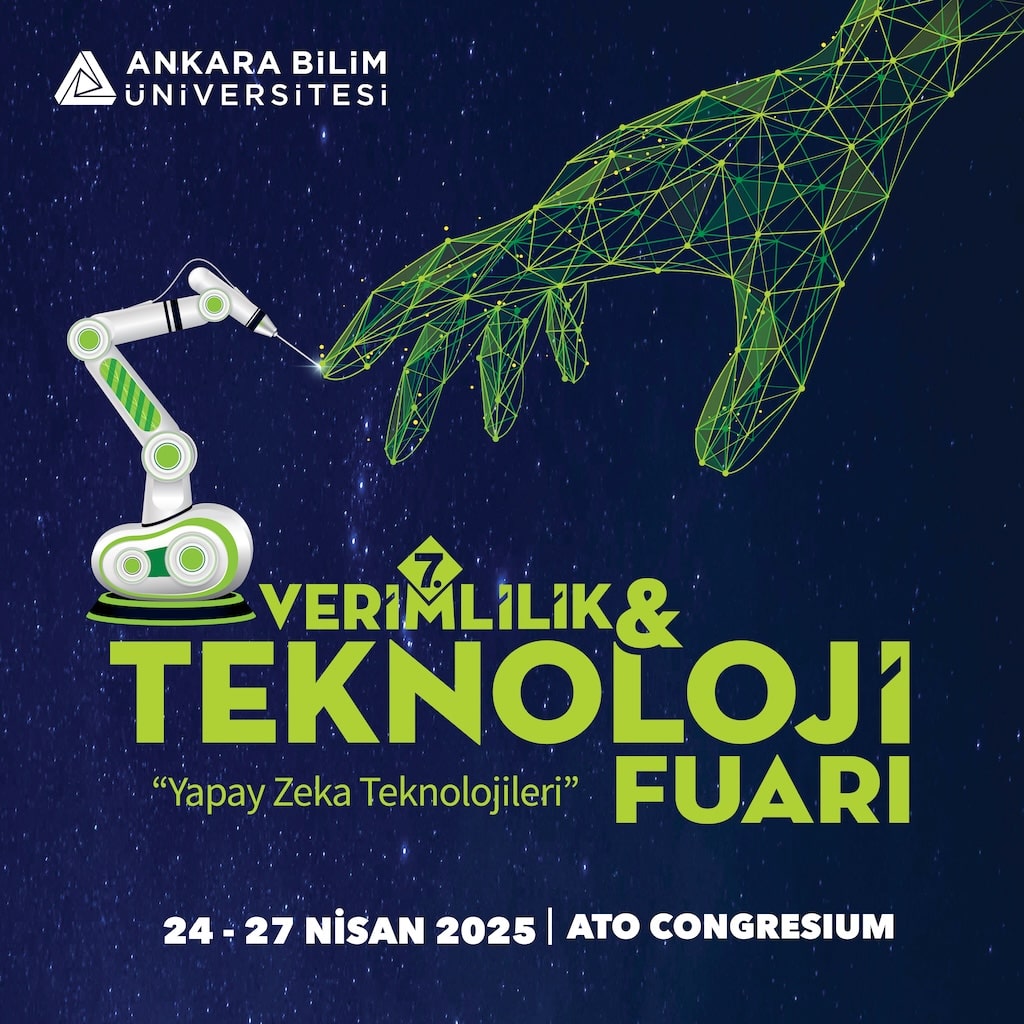 ANKARA BİLİM
ÜNİVERSİTESİ
7.
VERİMLİLİK &
TEKNOLOJİ
FUARI
“Yapay Zeka Teknolojileri”
24 - 27 NİSAN 2025 | ATO CONGRESIUM